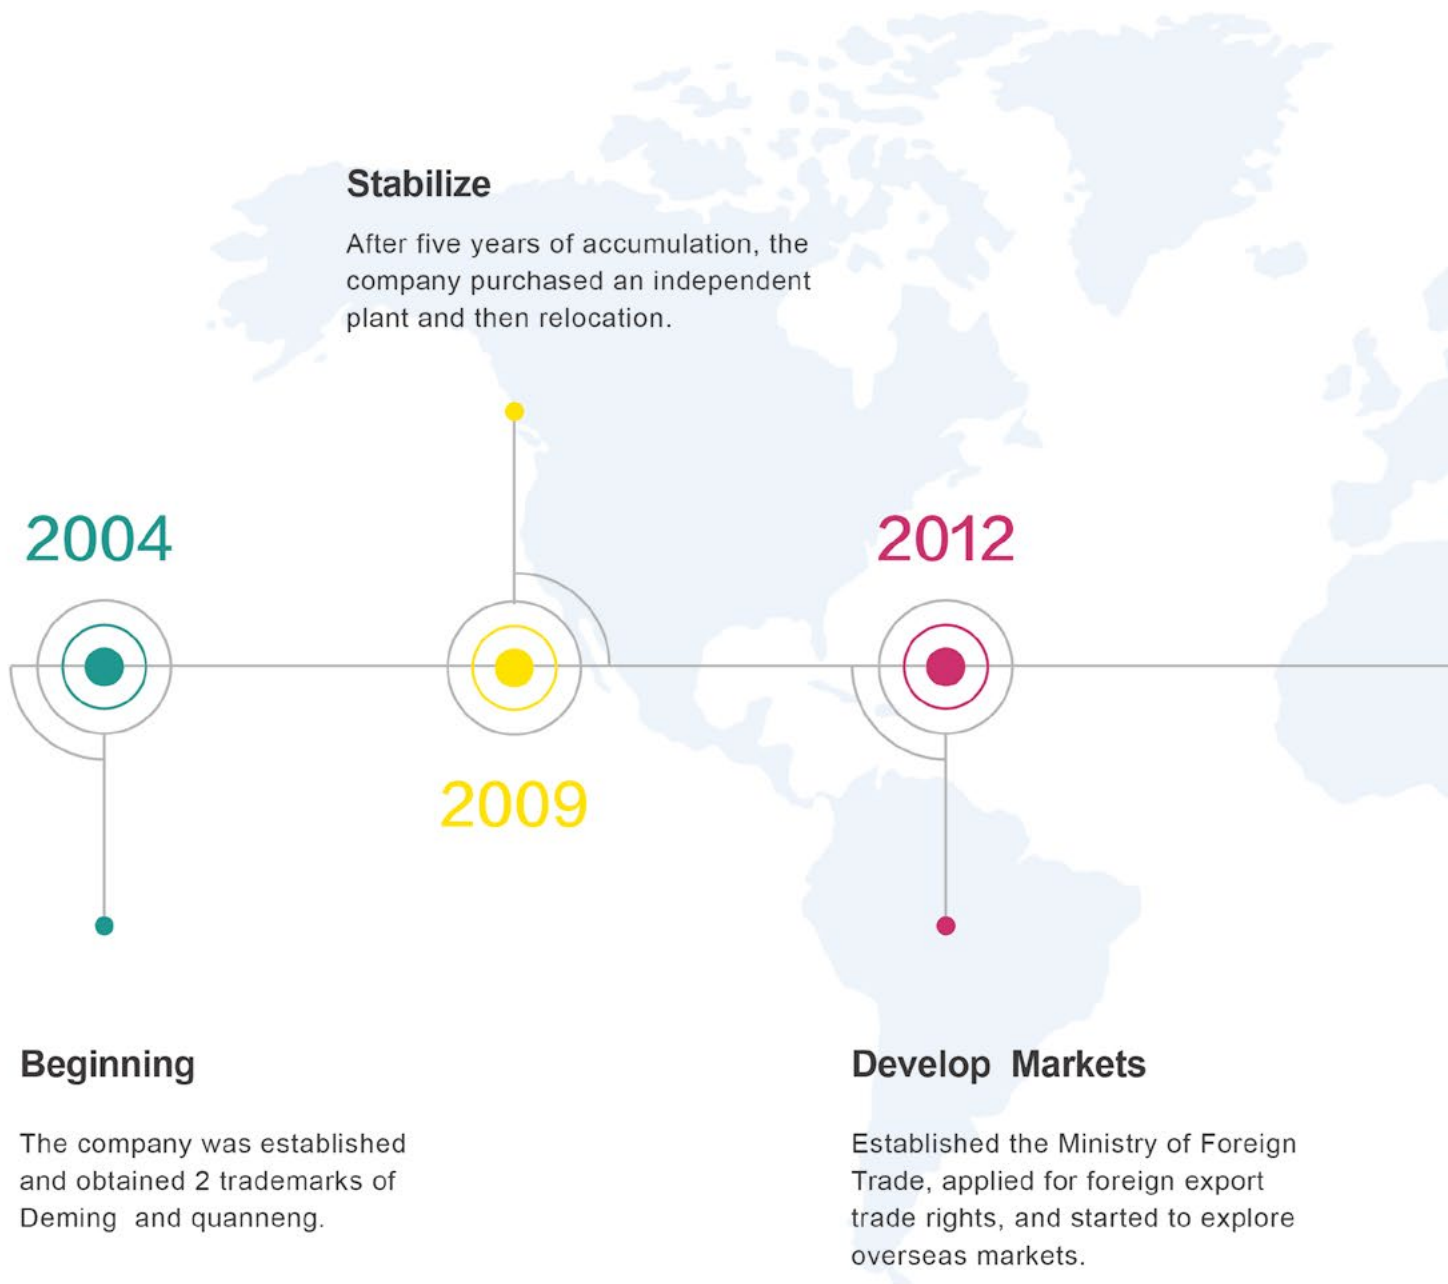 Stabilize
After five years of accumulation, the
company purchased an independent
plant and then relocation.
2004
2012
2009
Beginning
The company was established
and obtained 2 trademarks of
Deming and quanneng.
Develop Markets
Established the Ministry of Foreign
Trade, applied for foreign export
trade rights, and started to explore
overseas markets.